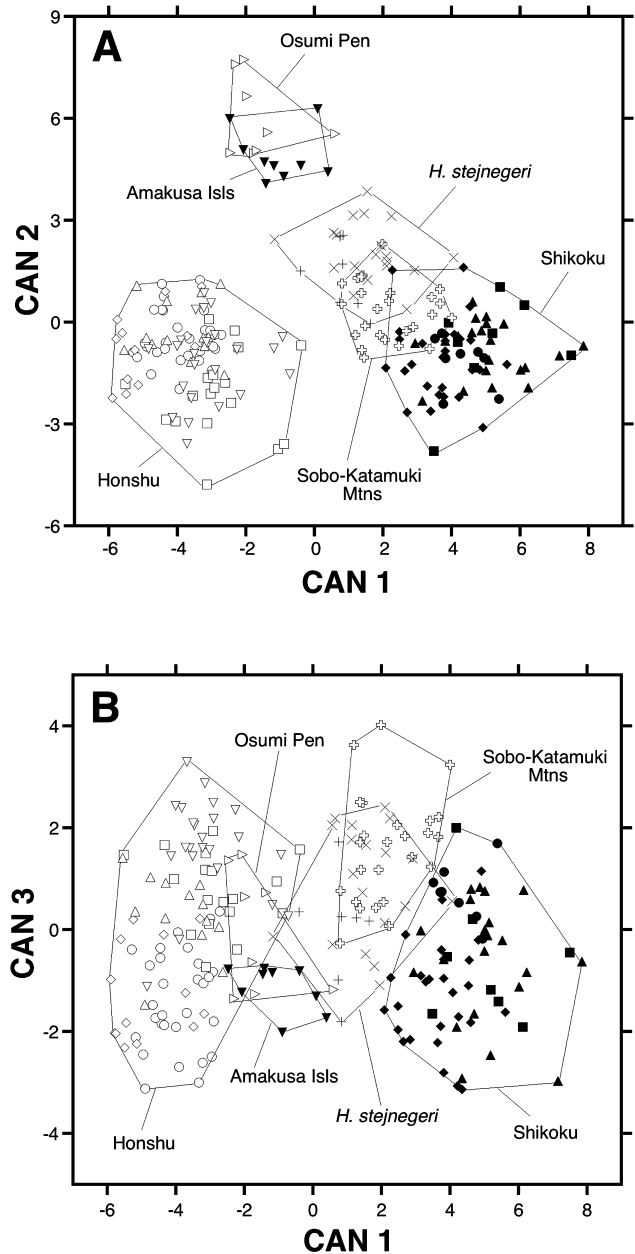 A
Osumi Pen
Amakusa Isls
H. stejnegeri
Shikoku
Honshu
Sobo-Katamuki
Mtns
9
6
3
0
-3
-6
CAN 2
-6 -4 -2 0 2 4 6 8
CAN 1
B
Osumi Pen
Sobo-Katamuki
Mtns
Amakusa Isls
H. stejnegeri
Honshu
Shikoku
4
2
0
-2
-4
CAN 3
-6 -4 -2 0 2 4 6 8
CAN 1